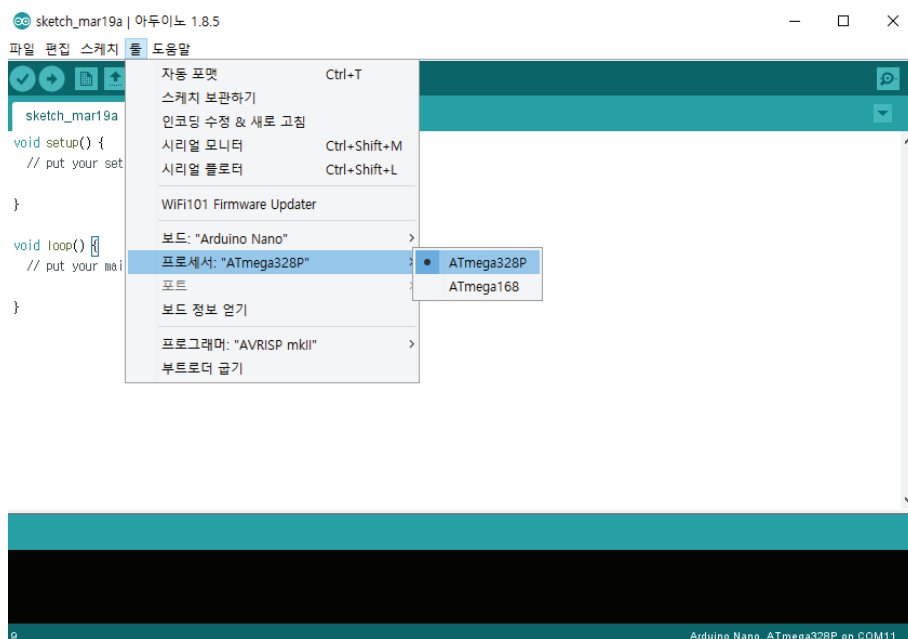 sketch_mar19a | 아두이노 1.8.5
파일 편집 스케치 툴 도움말
자동 포맷 Ctrl+T
스케치 보관하기
sketch_mar19a
인코딩 수정 & 새로 고침
void setup() {
시리얼 모니터 Ctrl+Shift+M
// put your set
시리얼 플로터 Ctrl+Shift+L
}
WiFi101 Firmware Updater
void loop() {
보드: "Arduino Nano"
// put your mai
프로세서: "ATmega328P"
ATmega328P
포트
ATmega168
}
보드 정보 얻기
프로그래머: "AVRISP mkII"
부트로더 굽기
9 Arduino Nano, ATmega328P on COM11